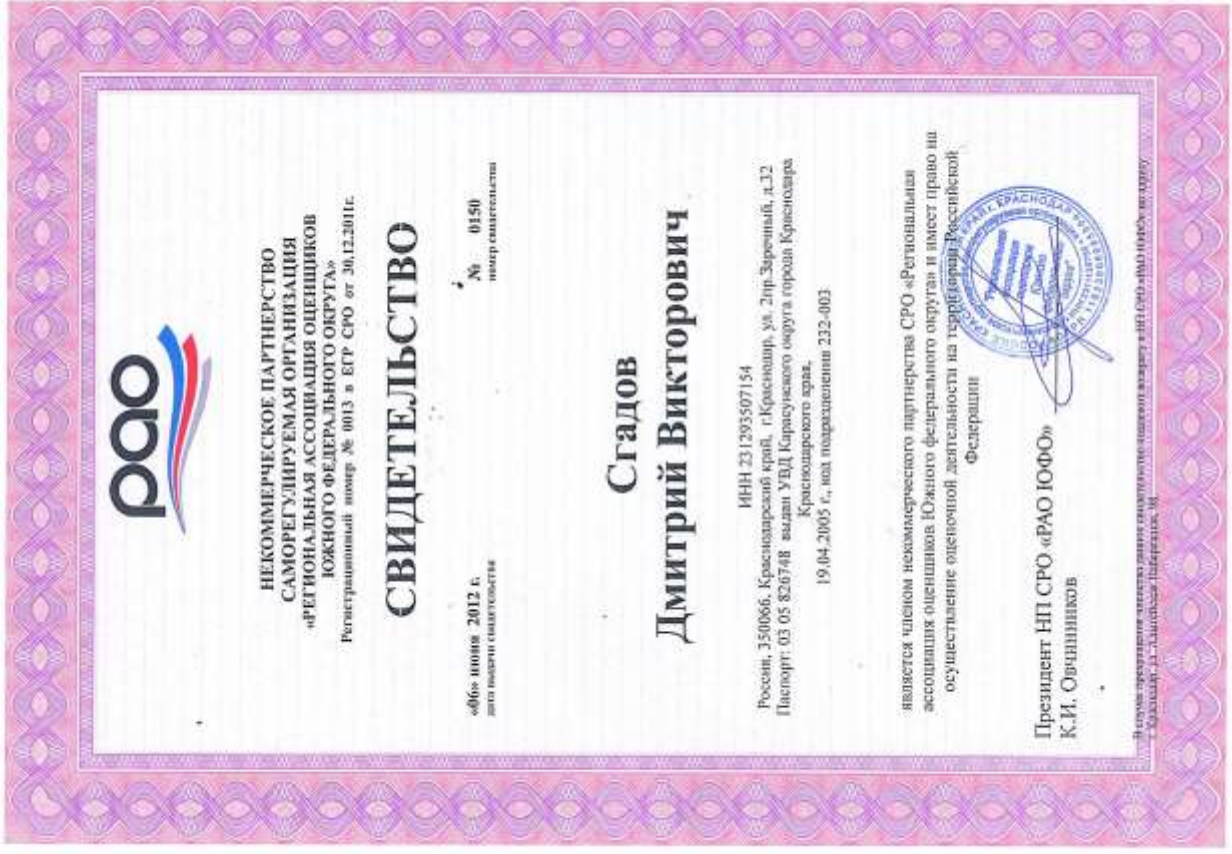 рао
НЕКОММЕРЧЕСКОЕ ПАРТНЕРСТВО
САМОРЕГУЛИРУЕМАЯ ОРГАНИЗАЦИЯ
«РЕГИОНАЛЬНАЯ АССОЦИАЦИЯ ОЦЕНЩИКОВ
ЮЖНОГО ФЕДЕРАЛЬНОГО ОКРУГА»
Регистрационный номер № 0013 в ЕГР СРО от 30.12.2011г.
СВИДЕТЕЛЬСТВО
«06» июня 2012 г. № 0150
дата выдачи свидетельства номер свидетельства
Сгадов
Дмитрий Викторович
ИНН 231293507154
Россия, 350066, Краснодарский край, г.Краснодар, ул. 2пр.Заречный, д.32
Паспорт: 03 05 826748 выдан УВД Карасунского округа города Краснодара
Краснодарского края,
19.04.2005 г., код подразделения 232-003
является членом некоммерческого партнерства СРО «Региональная
ассоциация оценщиков Южного федерального округа» и имеет право на
осуществление оценочной деятельности на территории Российской
Федерации
Президент НП СРО «РАО ЮФО»
К.И. Овчинников